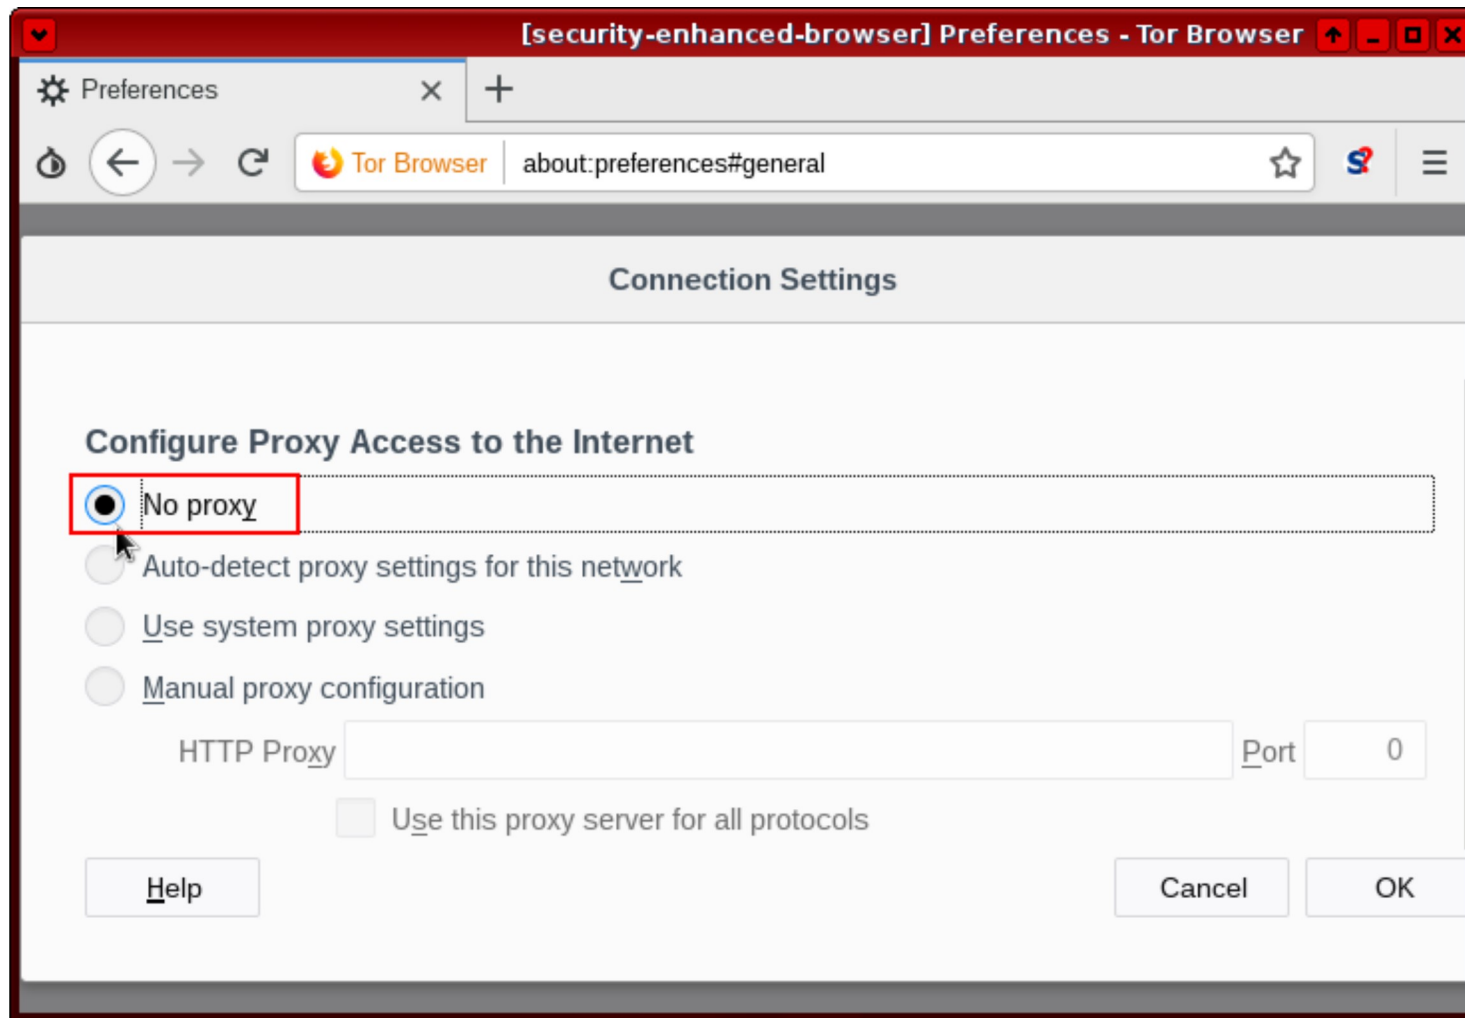 [security-enhanced-browser] Preferences - Tor Browser
Preferences
Tor Browser about:preferences#general
Connection Settings
Configure Proxy Access to the Internet
No proxy
Auto-detect proxy settings for this network
Use system proxy settings
Manual proxy configuration
HTTP Proxy Port 0
Use this proxy server for all protocols
Help Cancel OK